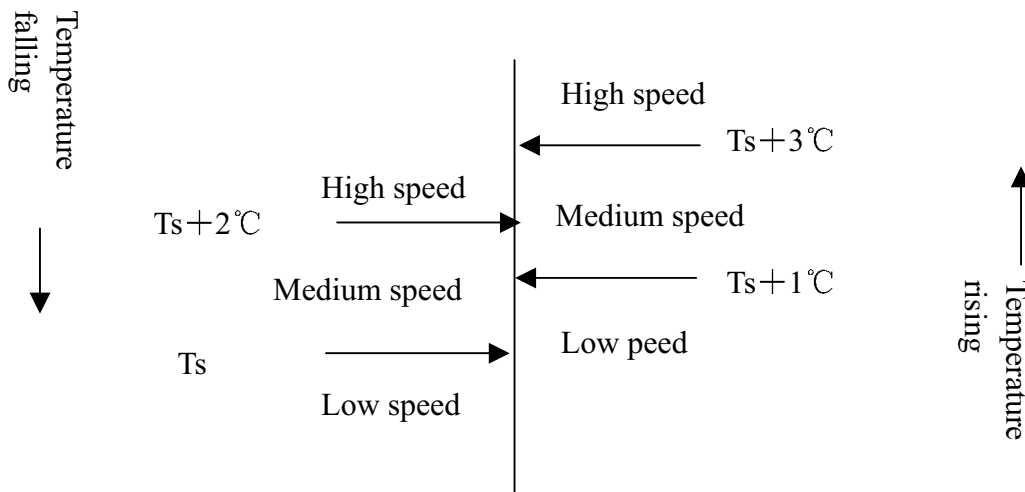 Temperature
falling
High speed
Ts＋3℃
High speed
Ts＋2℃
Medium speed
Medium speed
Ts＋1℃
Low peed
Ts
Low speed
Temperature
rising